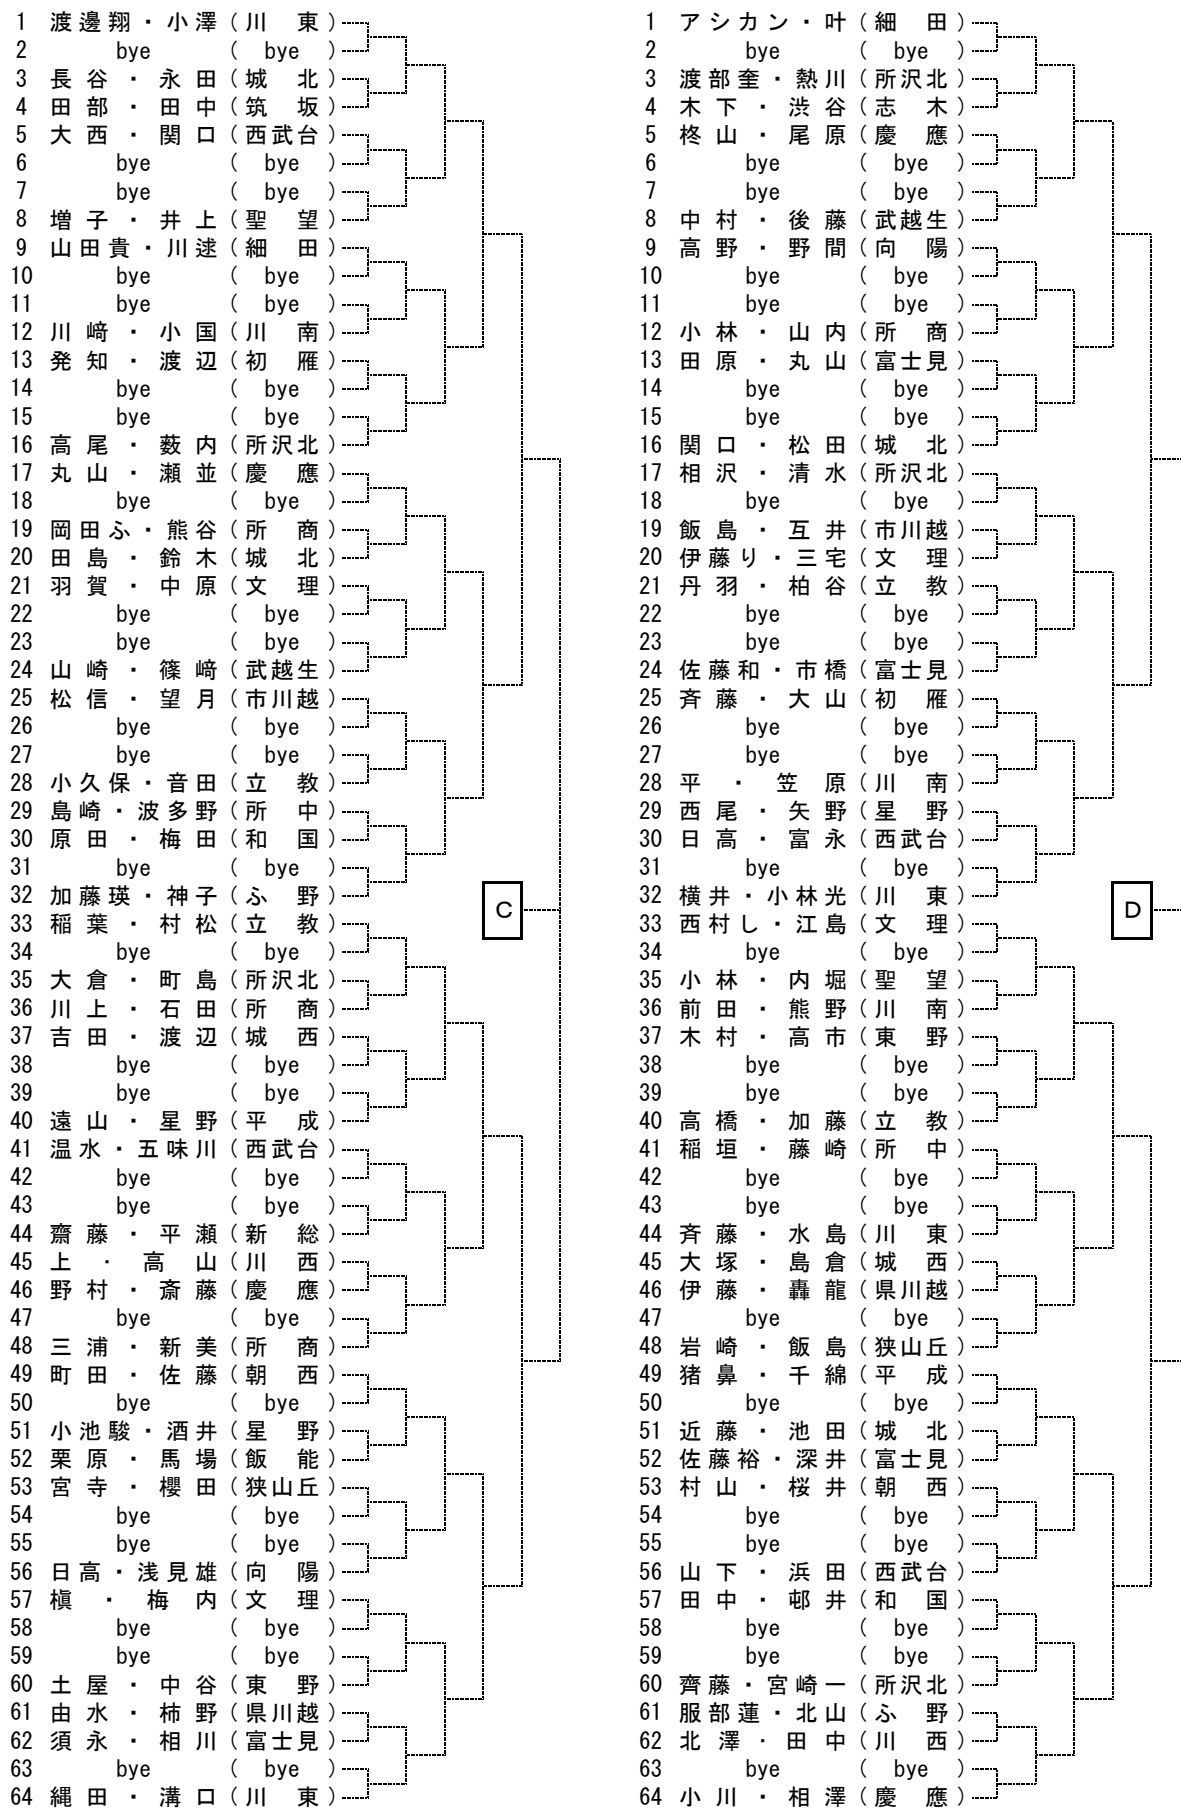 1 渡邊翔・小澤（川 東）
2 bye （ bye ）
3 長谷・永田（城 北）
4 田部・田中（筑 坂）
5 大西・関口（西武台）
6 bye （ bye ）
7 bye （ bye ）
8 増子・井上（聖 望）
9 山田貴・川逑（細 田）
10 bye （ bye ）
11 bye （ bye ）
12 川﨑・小国（川 南）
13 発知・渡辺（初 雁）
14 bye （ bye ）
15 bye （ bye ）
16 高尾・薮内（所沢北）
17 丸山・瀬並（慶 應）
18 bye （ bye ）
19 岡田ふ・熊谷（所 商）
20 田島・鈴木（城 北）
21 羽賀・中原（文 理）
22 bye （ bye ）
23 bye （ bye ）
24 山崎・篠﨑（武越生）
25 松信・望月（市川越）
26 bye （ bye ）
27 bye （ bye ）
28 小久保・音田（立 教）
29 島崎・波多野（所 中）
30 原田・梅田（和 国）
31 bye （ bye ）
32 加藤瑛・神子（ふ 野）
33 稲葉・村松（立 教）
34 bye （ bye ）
35 大倉・町島（所沢北）
36 川上・石田（所 商）
37 吉田・渡辺（城 西）
38 bye （ bye ）
39 bye （ bye ）
40 遠山・星野（平 成）
41 温水・五味川（西武台）
42 bye （ bye ）
43 bye （ bye ）
44 齋藤・平瀬（新 総）
45 上・高山（川 西）
46 野村・斎藤（慶 應）
47 bye （ bye ）
48 三浦・新美（所 商）
49 町田・佐藤（朝 西）
50 bye （ bye ）
51 小池駿・酒井（星 野）
52 栗原・馬場（飯 能）
53 宮寺・櫻田（狭山丘）
54 bye （ bye ）
55 bye （ bye ）
56 日高・浅見雄（向 陽）
57 槇・梅内（文 理）
58 bye （ bye ）
59 bye （ bye ）
60 土屋・中谷（東 野）
61 由水・柿野（県川越）
62 須永・相川（富士見）
63 bye （ bye ）
64 縄田・溝口（川 東）
C
1 アシカン・叶（細 田）
2 bye （ bye ）
3 渡部奎・熱川（所沢北）
4 木下・渋谷（志 木）
5 柊山・尾原（慶 應）
6 bye （ bye ）
7 bye （ bye ）
8 中村・後藤（武越生）
9 高野・野間（向 陽）
10 bye （ bye ）
11 bye （ bye ）
12 小林・山内（所 商）
13 田原・丸山（富士見）
14 bye （ bye ）
15 bye （ bye ）
16 関口・松田（城 北）
17 相沢・清水（所沢北）
18 bye （ bye ）
19 飯島・互井（市川越）
20 伊藤り・三宅（文 理）
21 丹羽・柏谷（立 教）
22 bye （ bye ）
23 bye （ bye ）
24 佐藤和・市橋（富士見）
25 斉藤・大山（初 雁）
26 bye （ bye ）
27 bye （ bye ）
28 平・笠原（川 南）
29 西尾・矢野（星 野）
30 日高・富永（西武台）
31 bye （ bye ）
32 横井・小林光（川 東）
33 西村し・江島（文 理）
34 bye （ bye ）
35 小林・内堀（聖 望）
36 前田・熊野（川 南）
37 木村・高市（東 野）
38 bye （ bye ）
39 bye （ bye ）
40 高橋・加藤（立 教）
41 稲垣・藤崎（所 中）
42 bye （ bye ）
43 bye （ bye ）
44 斉藤・水島（川 東）
45 大塚・島倉（城 西）
46 伊藤・轟龍（県川越）
47 bye （ bye ）
48 岩崎・飯島（狭山丘）
49 猪鼻・千綿（平 成）
50 bye （ bye ）
51 近藤・池田（城 北）
52 佐藤裕・深井（富士見）
53 村山・桜井（朝 西）
54 bye （ bye ）
55 bye （ bye ）
56 山下・浜田（西武台）
57 田中・邨井（和 国）
58 bye （ bye ）
59 bye （ bye ）
60 齊藤・宮崎一（所沢北）
61 服部蓮・北山（ふ 野）
62 北澤・田中（川 西）
63 bye （ bye ）
64 小川・相澤（慶 應）
D